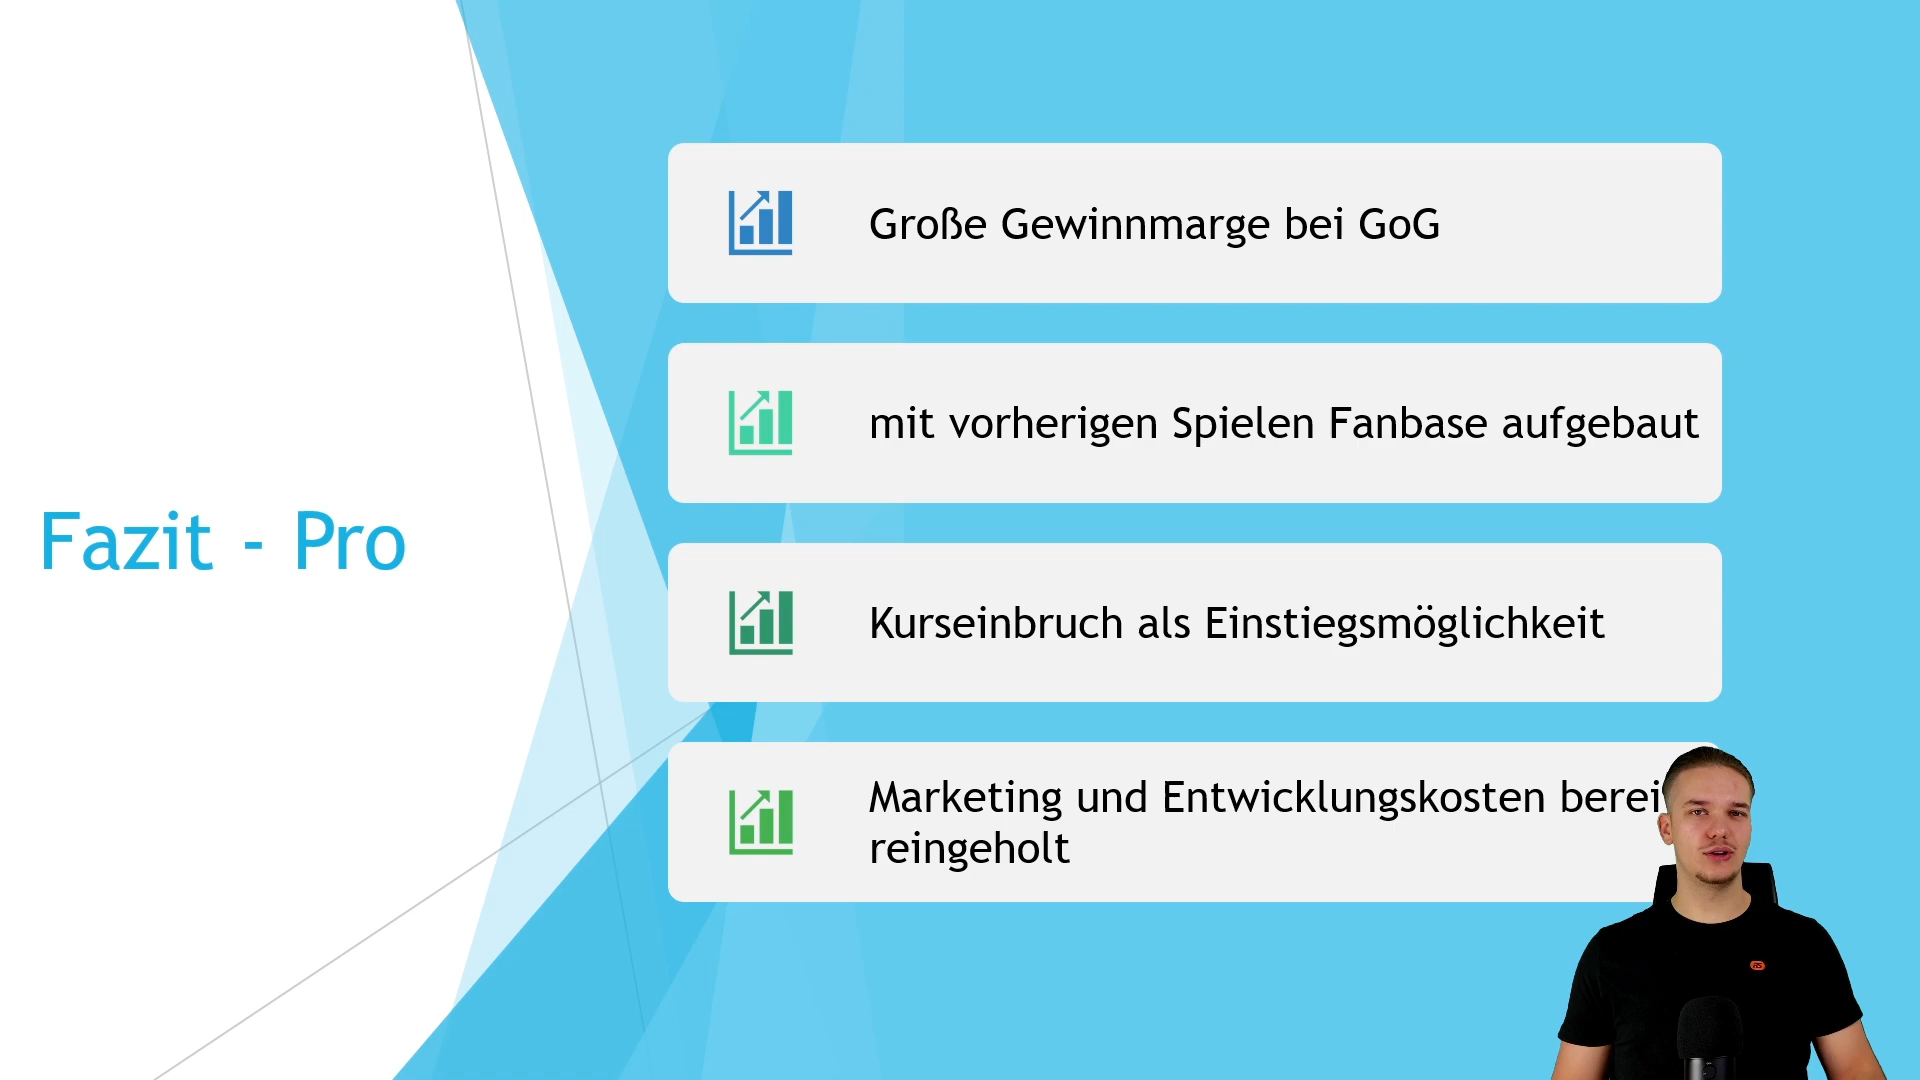 Fazit - Pro
Große Gewinnmarge bei GoG
mit vorherigen Spielen Fanbase aufgebaut
Kurseinbruch als Einstiegsmöglichkeit
Marketing und Entwicklungskosten
reingeholt